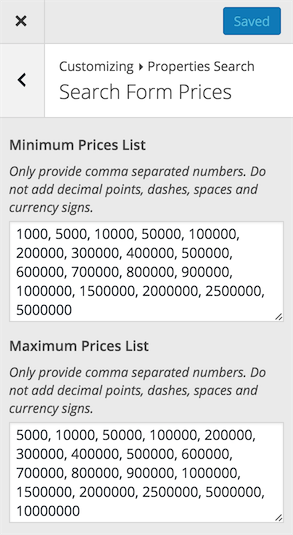 Saved
Customizing ▸ Properties Search
Search Form Prices
Minimum Prices List
Only provide comma separated numbers. Do
not add decimal points, dashes, spaces and
currency signs.
1000, 5000, 10000, 50000, 100000,
200000, 300000, 400000, 500000,
600000, 700000, 800000, 900000,
1000000, 1500000, 2000000, 2500000,
5000000
Maximum Prices List
Only provide comma separated numbers. Do
not add decimal points, dashes, spaces and
currency signs.
5000, 10000, 50000, 100000, 200000,
300000, 400000, 500000, 600000,
700000, 800000, 900000, 1000000,
1500000, 2000000, 2500000, 5000000,
10000000